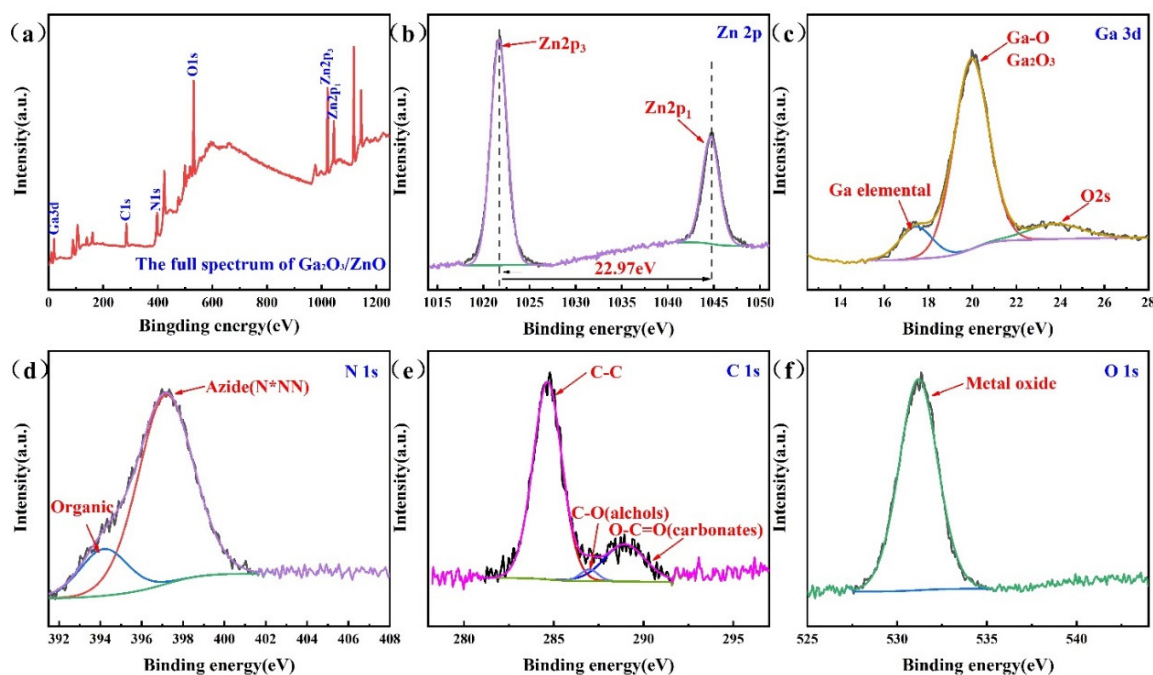 (a)
Intensity(a.u.)
Ga3d
C1s
N1s
O1s
Zn2p₃
Zn2p₁
The full spectrum of Ga₂O₃/ZnO
0 200 400 600 800 1000 1200
Bingding cncrgy(eV)
(b)
Zn 2p
Intensity(a.u.)
Zn2p₃
Zn2p₁
22.97eV
1014 1020 1025 1030 1035 1040 1045 1051
Binding energy(eV)
(c)
Ga 3d
Intensity(a.u.)
Ga-O
Ga₂O₃
Ga elemental
O2s
14 16 18 20 22 24 26 28
Binding energy(eV)
(d)
N 1s
Intensity(a.u.)
Azide(N*NN)
Organic
392 394 396 398 400 402 404 406 408
Binding energy(eV)
(e)
C 1s
Intensity(a.u.)
C-C
C-O(alchols)
O-C=O(carbonates)
280 285 290 295
Binding energy(eV)
(f)
O 1s
Intensity(a.u.)
Metal oxide
525 530 535 540
Binding energy(eV)